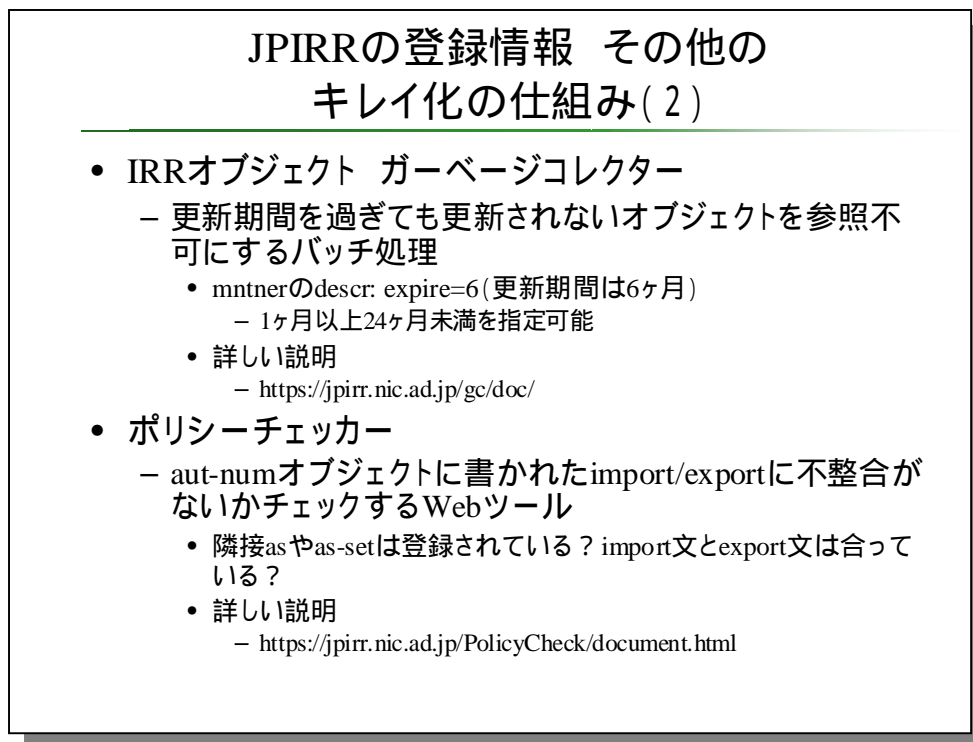 JPIRRの登録情報 その他の
キレイ化の仕組み(2)
• IRRオブジェクト ガーベージコレクター
– 更新期間を過ぎても更新されないオブジェクトを参照不
可にするバッチ処理
• mntnerのdescr: expire=6(更新期間は6ヶ月)
– 1ヶ月以上24ヶ月未満を指定可能
• 詳しい説明
– https://jpirr.nic.ad.jp/gc/doc/
• ポリシーチェッカー
– aut-numオブジェクトに書かれたimport/exportに不整合が
ないかチェックするWebツール
• 隣接asやas-setは登録されている?import文とexport文は合って
いる?
• 詳しい説明
– https://jpirr.nic.ad.jp/PolicyCheck/document.html